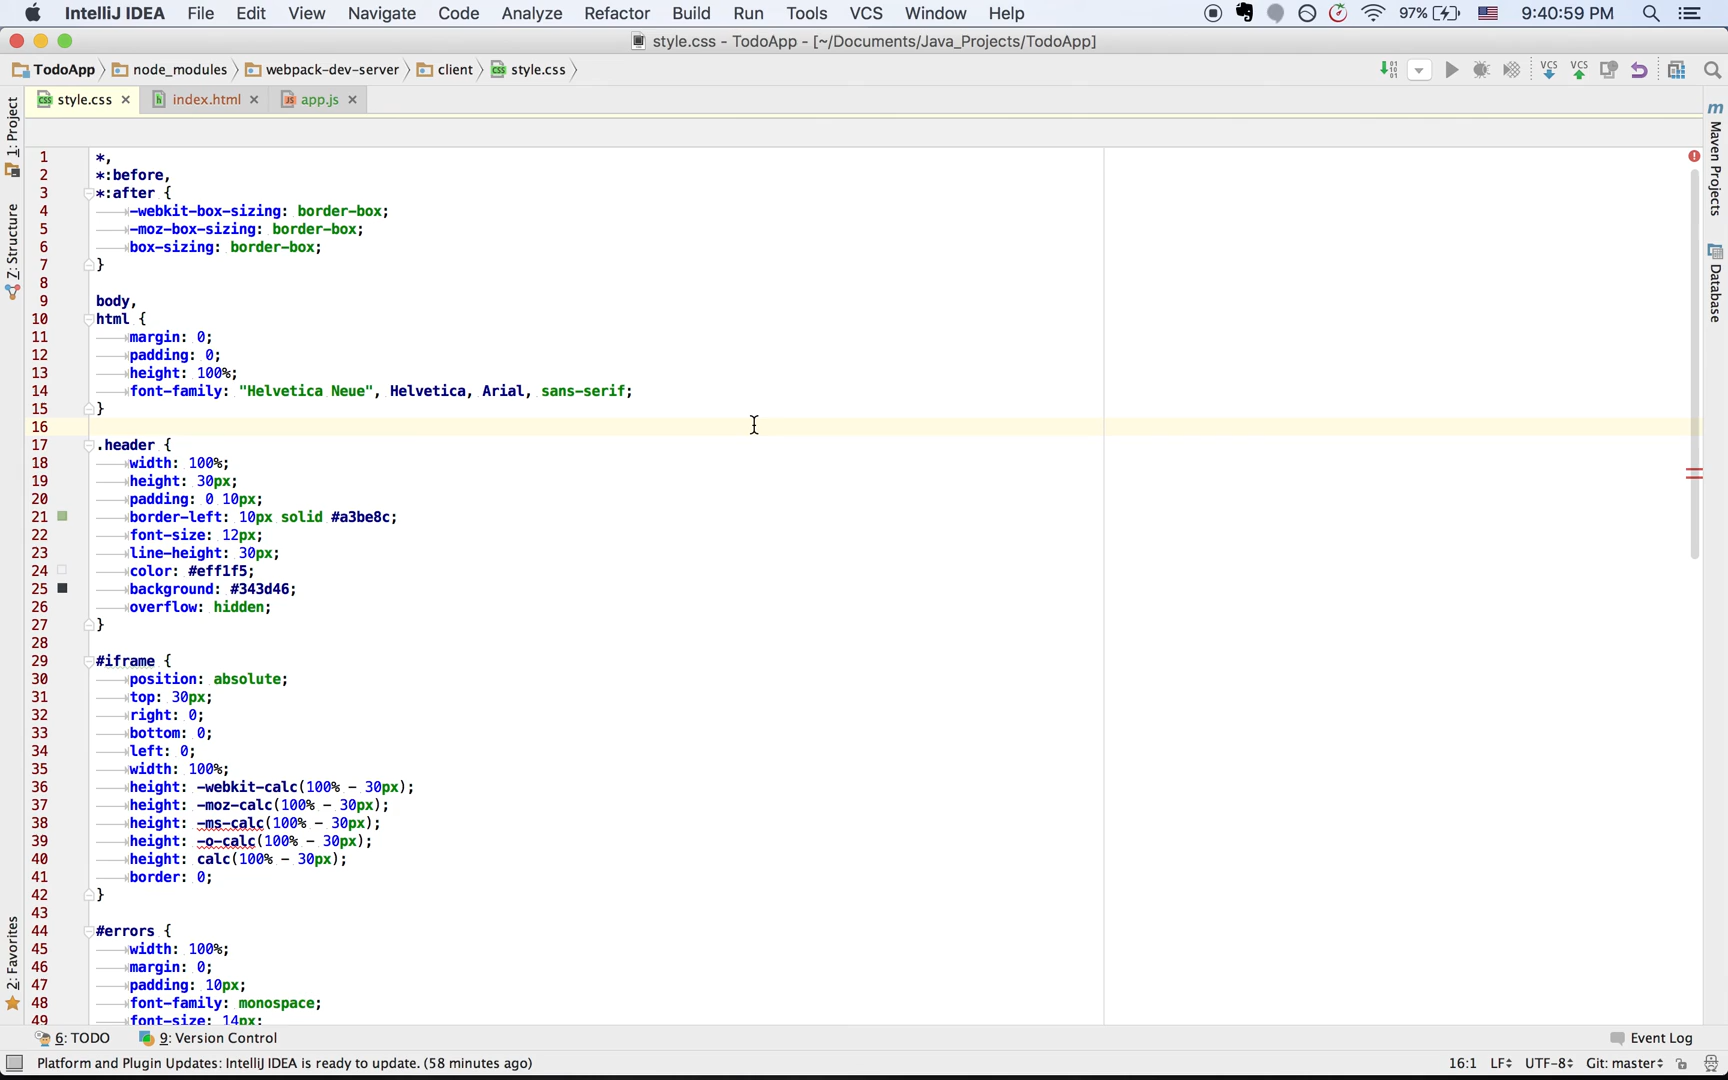 IntelliJ IDEA File Edit View Navigate Code Analyze Refactor Build Run Tools VCS Window Help 97% 9:40:59 PM
style.css - TodoApp - [~/Documents/Java_Projects/TodoApp]
TodoApp node_modules webpack-dev-server client style.css
style.css index.html app.js
1: Project
Z: Structure
2: Favorites
1 *,
2 *:before,
3 *:after {
4 -webkit-box-sizing: border-box;
5 -moz-box-sizing: border-box;
6 box-sizing: border-box;
7 }
8
9 body,
10 html {
11 margin: 0;
12 padding: 0;
13 height: 100%;
14 font-family: "Helvetica Neue", Helvetica, Arial, sans-serif;
15 }
16
17 .header {
18 width: 100%;
19 height: 30px;
20 padding: 0 10px;
21 border-left: 10px solid #a3be8c;
22 font-size: 12px;
23 line-height: 30px;
24 color: #eff1f5;
25 background: #343d46;
26 overflow: hidden;
27 }
28
29 #iframe {
30 position: absolute;
31 top: 30px;
32 right: 0;
33 bottom: 0;
34 left: 0;
35 width: 100%;
36 height: -webkit-calc(100% - 30px);
37 height: -moz-calc(100% - 30px);
38 height: -ms-calc(100% - 30px);
39 height: -o-calc(100% - 30px);
40 height: calc(100% - 30px);
41 border: 0;
42 }
43
44 #errors {
45 width: 100%;
46 margin: 0;
47 padding: 10px;
48 font-family: monospace;
49 font-size: 14px;
Maven Projects
Database
6: TODO 9: Version Control Event Log
Platform and Plugin Updates: IntelliJ IDEA is ready to update. (58 minutes ago) 16:1 LF UTF-8 Git: master